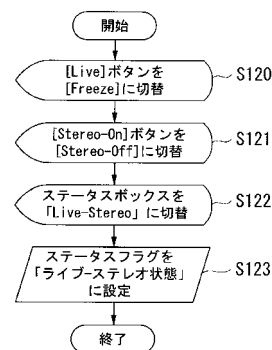 開始
[Live]ボタンを
[Freeze]に切替
S120
[Stereo-On]ボタンを
[Stereo-Off]に切替
S121
ステータスボックスを
「Live-Stereo」に切替
S122
ステータスフラグを
「ライブ-ステレオ状態」
に設定
S123
終了